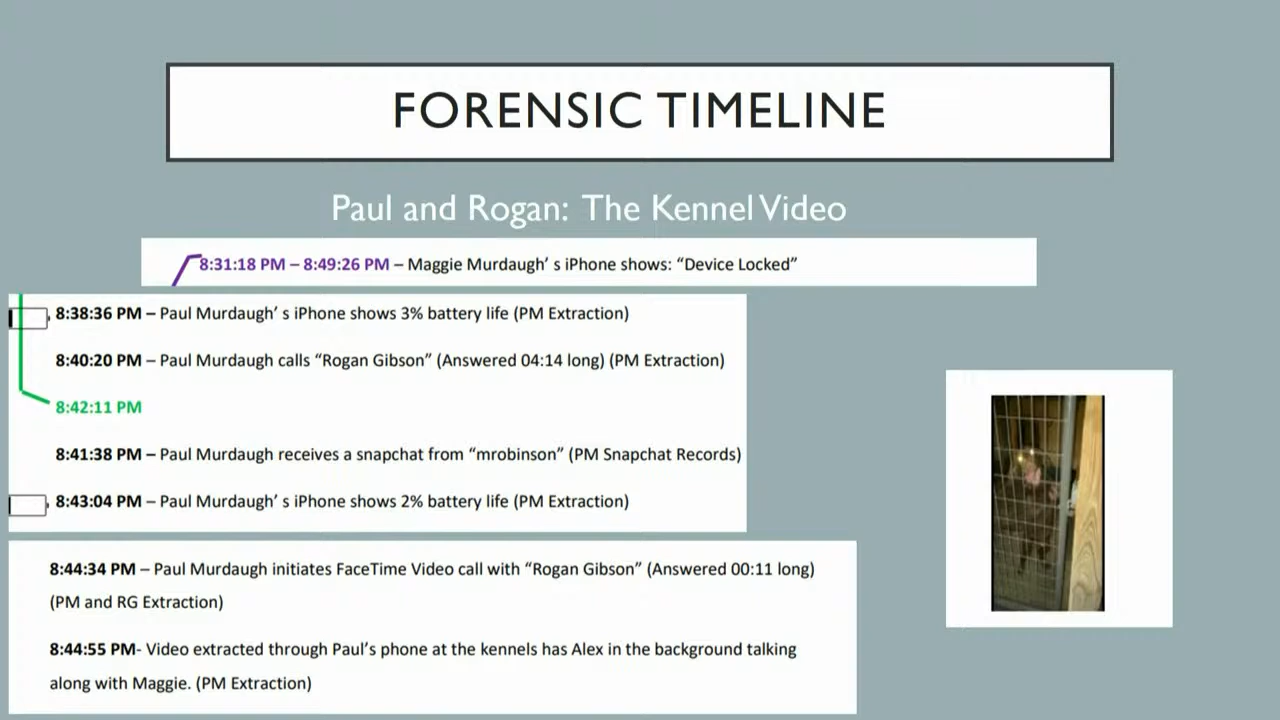 FORENSIC TIMELINE
Paul and Rogan: The Kennel Video
8:31:18 PM – 8:49:26 PM – Maggie Murdaugh’ s iPhone shows: “Device Locked”
8:38:36 PM – Paul Murdaugh’ s iPhone shows 3% battery life (PM Extraction)
8:40:20 PM – Paul Murdaugh calls “Rogan Gibson” (Answered 04:14 long) (PM Extraction)
8:42:11 PM
8:41:38 PM – Paul Murdaugh receives a snapchat from “mrobinson” (PM Snapchat Records)
8:43:04 PM – Paul Murdaugh’ s iPhone shows 2% battery life (PM Extraction)
8:44:34 PM – Paul Murdaugh initiates FaceTime Video call with “Rogan Gibson” (Answered 00:11 long)
(PM and RG Extraction)
8:44:55 PM- Video extracted through Paul’s phone at the kennels has Alex in the background talking
along with Maggie. (PM Extraction)